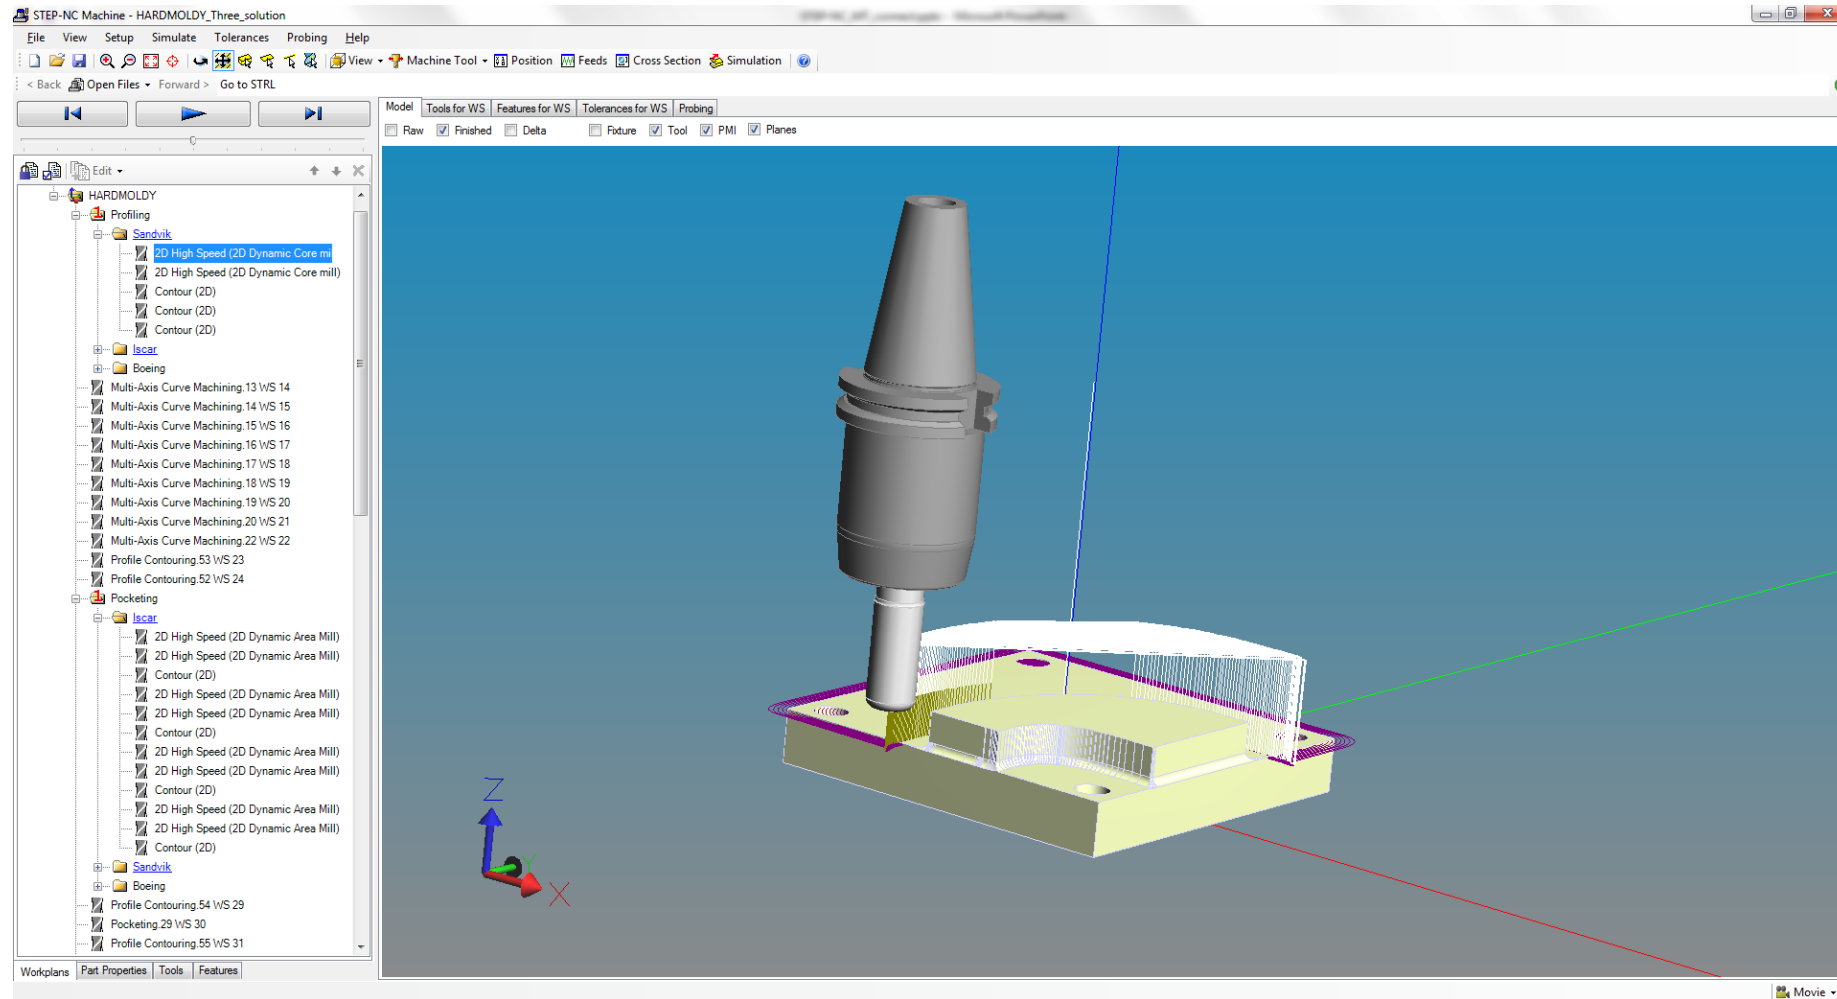 STEP-NC Machine - HARDMOLDY_Three_solution
File View Setup Simulate Tolerances Probing Help
View Machine Tool Position Feeds Cross Section Simulation
< Back Open Files Forward > Go to STRL
Model Tools for WS Features for WS Tolerances for WS Probing
Raw Finished Delta Fixture Tool PMI Planes
Edit
HARDMOLDY
Profiling
Sandvik
2D High Speed (2D Dynamic Core mi
2D High Speed (2D Dynamic Core mill)
Contour (2D)
Contour (2D)
Contour (2D)
Iscar
Boeing
Multi-Axis Curve Machining.13 WS 14
Multi-Axis Curve Machining.14 WS 15
Multi-Axis Curve Machining.15 WS 16
Multi-Axis Curve Machining.16 WS 17
Multi-Axis Curve Machining.17 WS 18
Multi-Axis Curve Machining.18 WS 19
Multi-Axis Curve Machining.19 WS 20
Multi-Axis Curve Machining.20 WS 21
Multi-Axis Curve Machining.22 WS 22
Profile Contouring.53 WS 23
Profile Contouring.52 WS 24
Pocketing
Iscar
2D High Speed (2D Dynamic Area Mill)
2D High Speed (2D Dynamic Area Mill)
Contour (2D)
2D High Speed (2D Dynamic Area Mill)
2D High Speed (2D Dynamic Area Mill)
Contour (2D)
2D High Speed (2D Dynamic Area Mill)
2D High Speed (2D Dynamic Area Mill)
Contour (2D)
2D High Speed (2D Dynamic Area Mill)
2D High Speed (2D Dynamic Area Mill)
Contour (2D)
Sandvik
Boeing
Profile Contouring.54 WS 29
Pocketing.29 WS 30
Profile Contouring.55 WS 31
Z
Y
X
Workplans Part Properties Tools Features
Movie